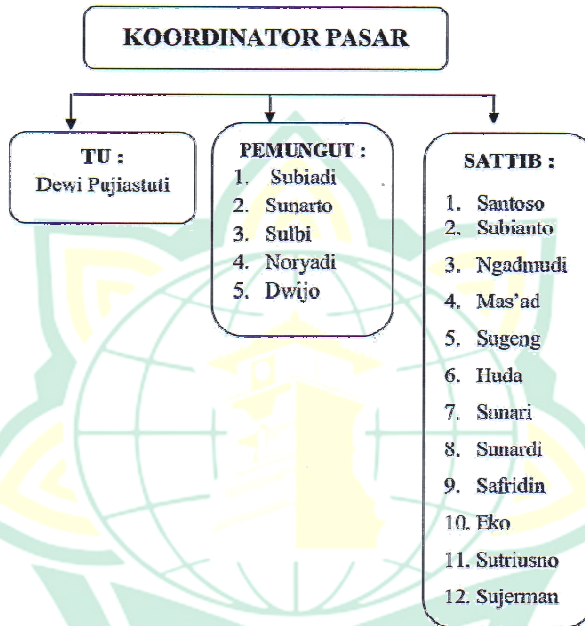 KOORDINATOR PASAR
TU :
Dewi Pujiastuti
PEMUNGUT :
1. Subiadi
2. Sunarto
3. Sulbi
4. Noryadi
5. Dwijo
SATTIB :
1. Santoso
2. Subianto
3. Ngadmudi
4. Mas'ad
5. Sugeng
6. Huda
7. Sunari
8. Sunardi
9. Safridin
10. Eko
11. Sutriusno
12. Sujerman